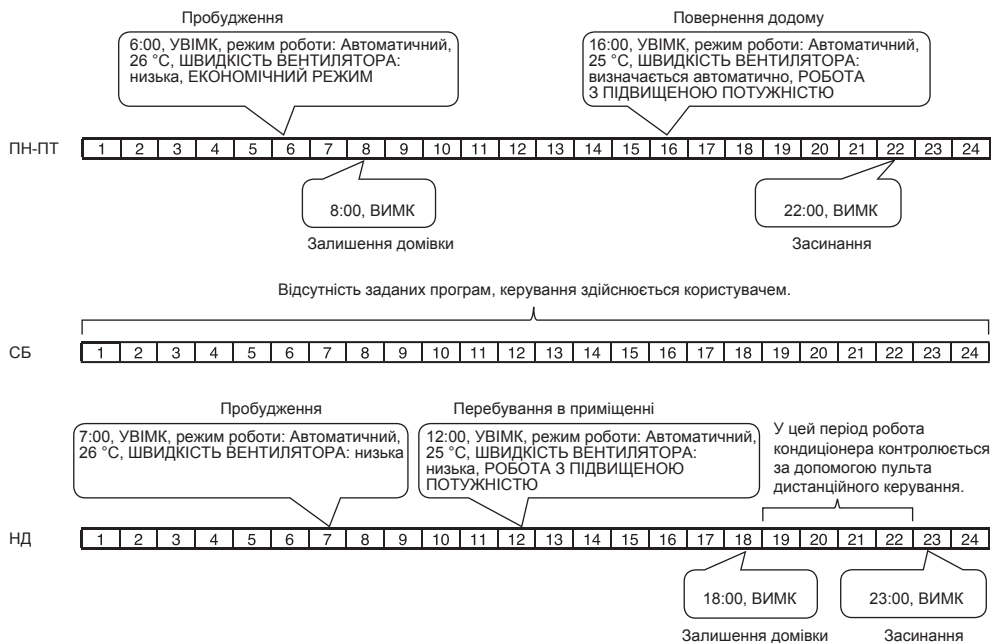 Пробудження
6:00, УВІМК, режим роботи: Автоматичний,
26 °C, ШВИДКІСТЬ ВЕНТИЛЯТОРА:
низька, ЕКОНОМІЧНИЙ РЕЖИМ
Повернення додому
16:00, УВІМК, режим роботи: Автоматичний,
25 °C, ШВИДКІСТЬ ВЕНТИЛЯТОРА:
визначається автоматично, РОБОТА
З ПІДВИЩЕНОЮ ПОТУЖНІСТЮ
ПН-ПТ 1 2 3 4 5 6 7 8 9 10 11 12 13 14 15 16 17 18 19 20 21 22 23 24
8:00, ВИМК
Залишення домівки
22:00, ВИМК
Засинання
Відсутність заданих програм, керування здійснюється користувачем.
СБ 1 2 3 4 5 6 7 8 9 10 11 12 13 14 15 16 17 18 19 20 21 22 23 24
Пробудження
7:00, УВІМК, режим роботи: Автоматичний,
26 °C, ШВИДКІСТЬ ВЕНТИЛЯТОРА: низька
Перебування в приміщенні
12:00, УВІМК, режим роботи: Автоматичний,
25 °C, ШВИДКІСТЬ ВЕНТИЛЯТОРА:
низька, РОБОТА З ПІДВИЩЕНОЮ
ПОТУЖНІСТЮ
У цей період робота
кондиціонера контролюється
за допомогою пульта
дистанційного керування.
НД 1 2 3 4 5 6 7 8 9 10 11 12 13 14 15 16 17 18 19 20 21 22 23 24
18:00, ВИМК
Залишення домівки
23:00, ВИМК
Засинання